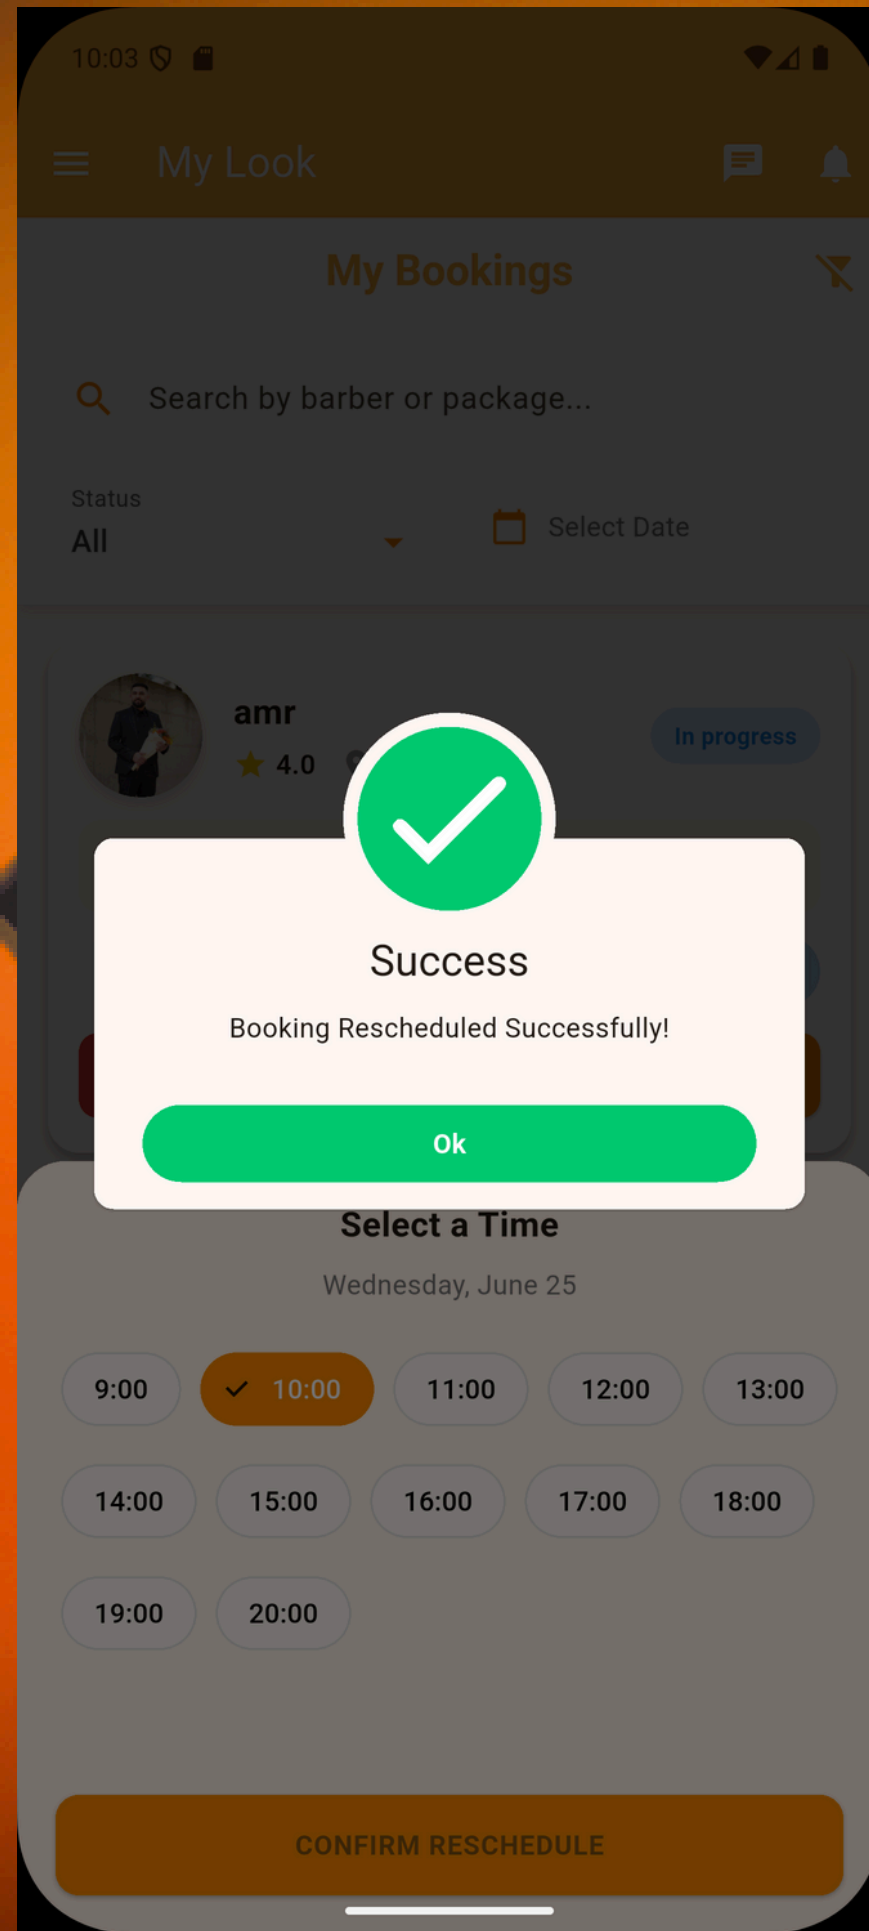 10:03
My Look
My Bookings
Search by barber or package...
Status
All
Select Date
amr
In progress
4.0
Success
Booking Rescheduled Successfully!
Ok
Select a Time
Wednesday, June 25
9:00 10:00 11:00 12:00 13:00
14:00 15:00 16:00 17:00 18:00
19:00 20:00
CONFIRM RESCHEDULE